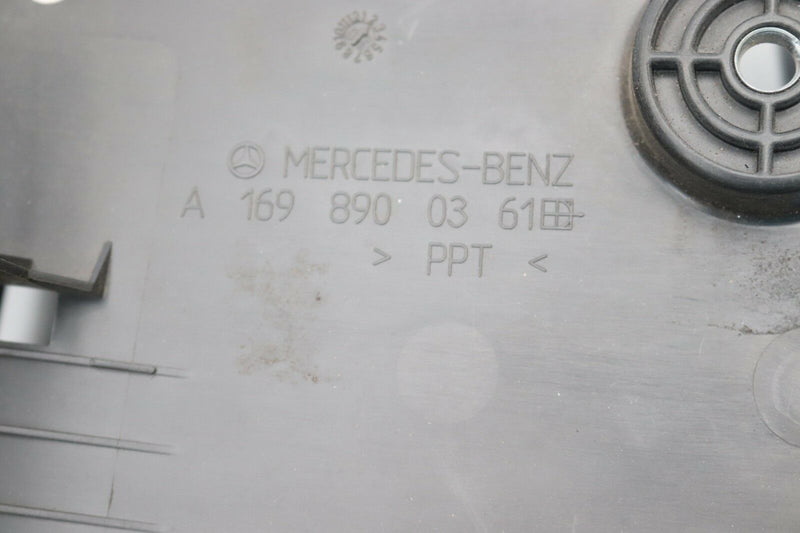 MERCEDES-BENZ
A 169 890 03 61
> PPT <